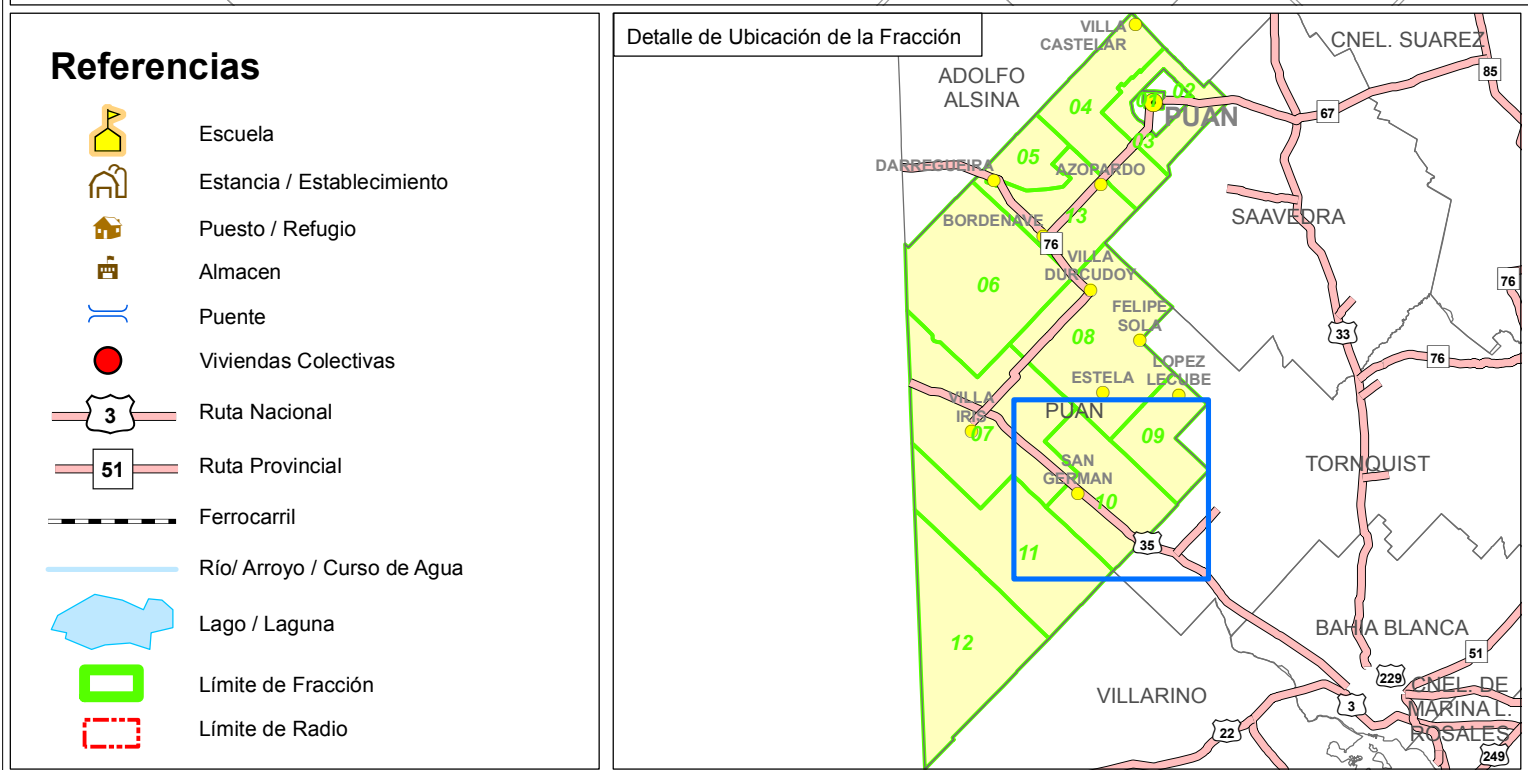 Referencias
Escuela
Estancia / Establecimiento
Puesto / Refugio
Almacen
Puente
Viviendas Colectivas
3
Ruta Nacional
51
Ruta Provincial
Ferrocarril
Río/ Arroyo / Curso de Agua
Lago / Laguna
Límite de Fracción
Límite de Radio
Detalle de Ubicación de la Fracción
VILLA
CASTELAR
CNEL. SUAREZ
85
ADOLFO
ALSINA
04
02
PUAN
67
03
05
DARREGUEIRA
AZOPARDO
13
BORDENAVE
76
SAAVEDRA
VILLA
DURCUDOY
06
76
FELIPE
SOLA
08
33
76
LOPEZ
LECUBE
ESTELA
VILLA
IRIS
07
PUAN
09
SAN
GERMAN
10
TORNQUIST
35
11
12
BAHIA BLANCA
51
229
VILLARINO
3
CNEL. DE
MARINA L.
ROSALES
22
249